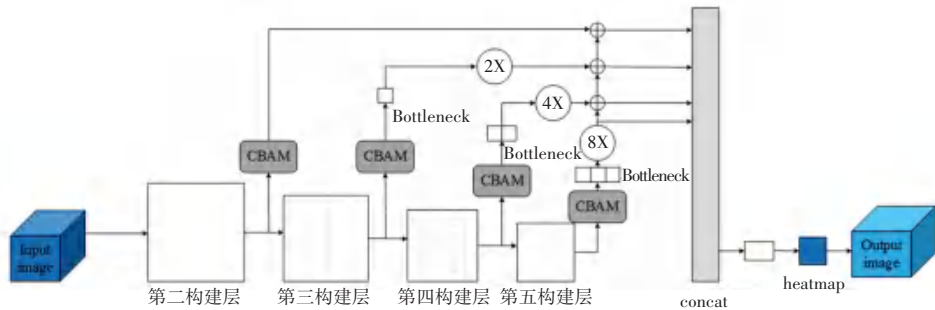 2X
4X
Bottleneck
8X
CBAM
CBAM
Bottleneck
CBAM
Bottleneck
CBAM
Input
image
Output
image
第二构建层
第三构建层
第四构建层
第五构建层
concat
heatmap